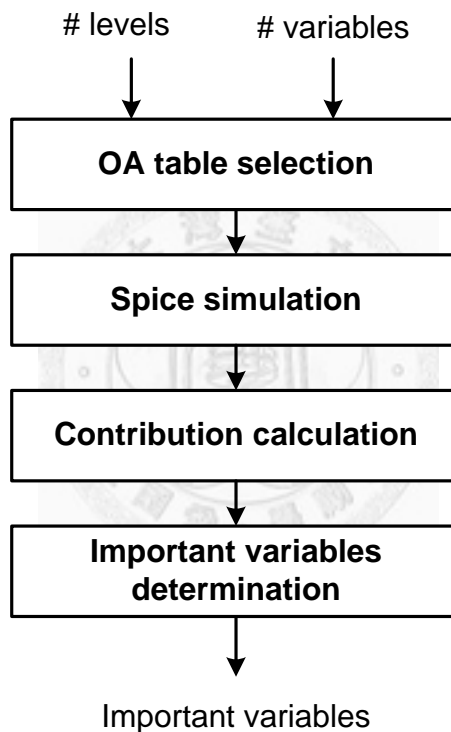 # levels # variables
OA table selection
Spice simulation
Contribution calculation
Important variables
determination
Important variables